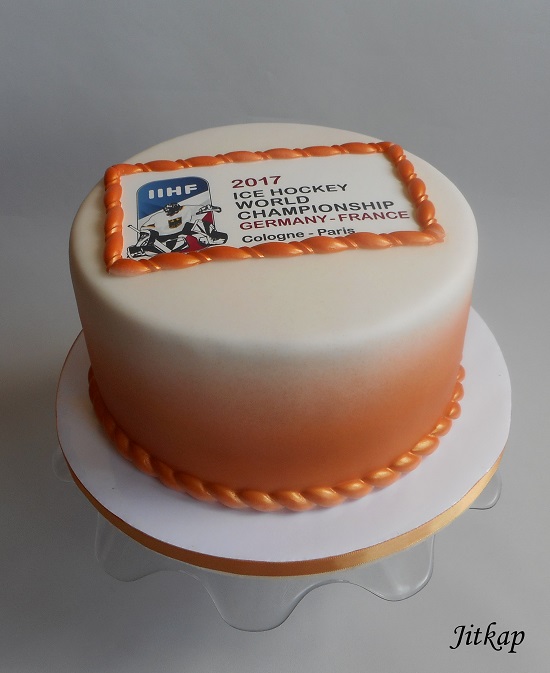 IIHF
2017
ICE HOCKEY
WORLD
CHAMPIONSHIP
GERMANY - FRANCE
Cologne - Paris
Jitkap